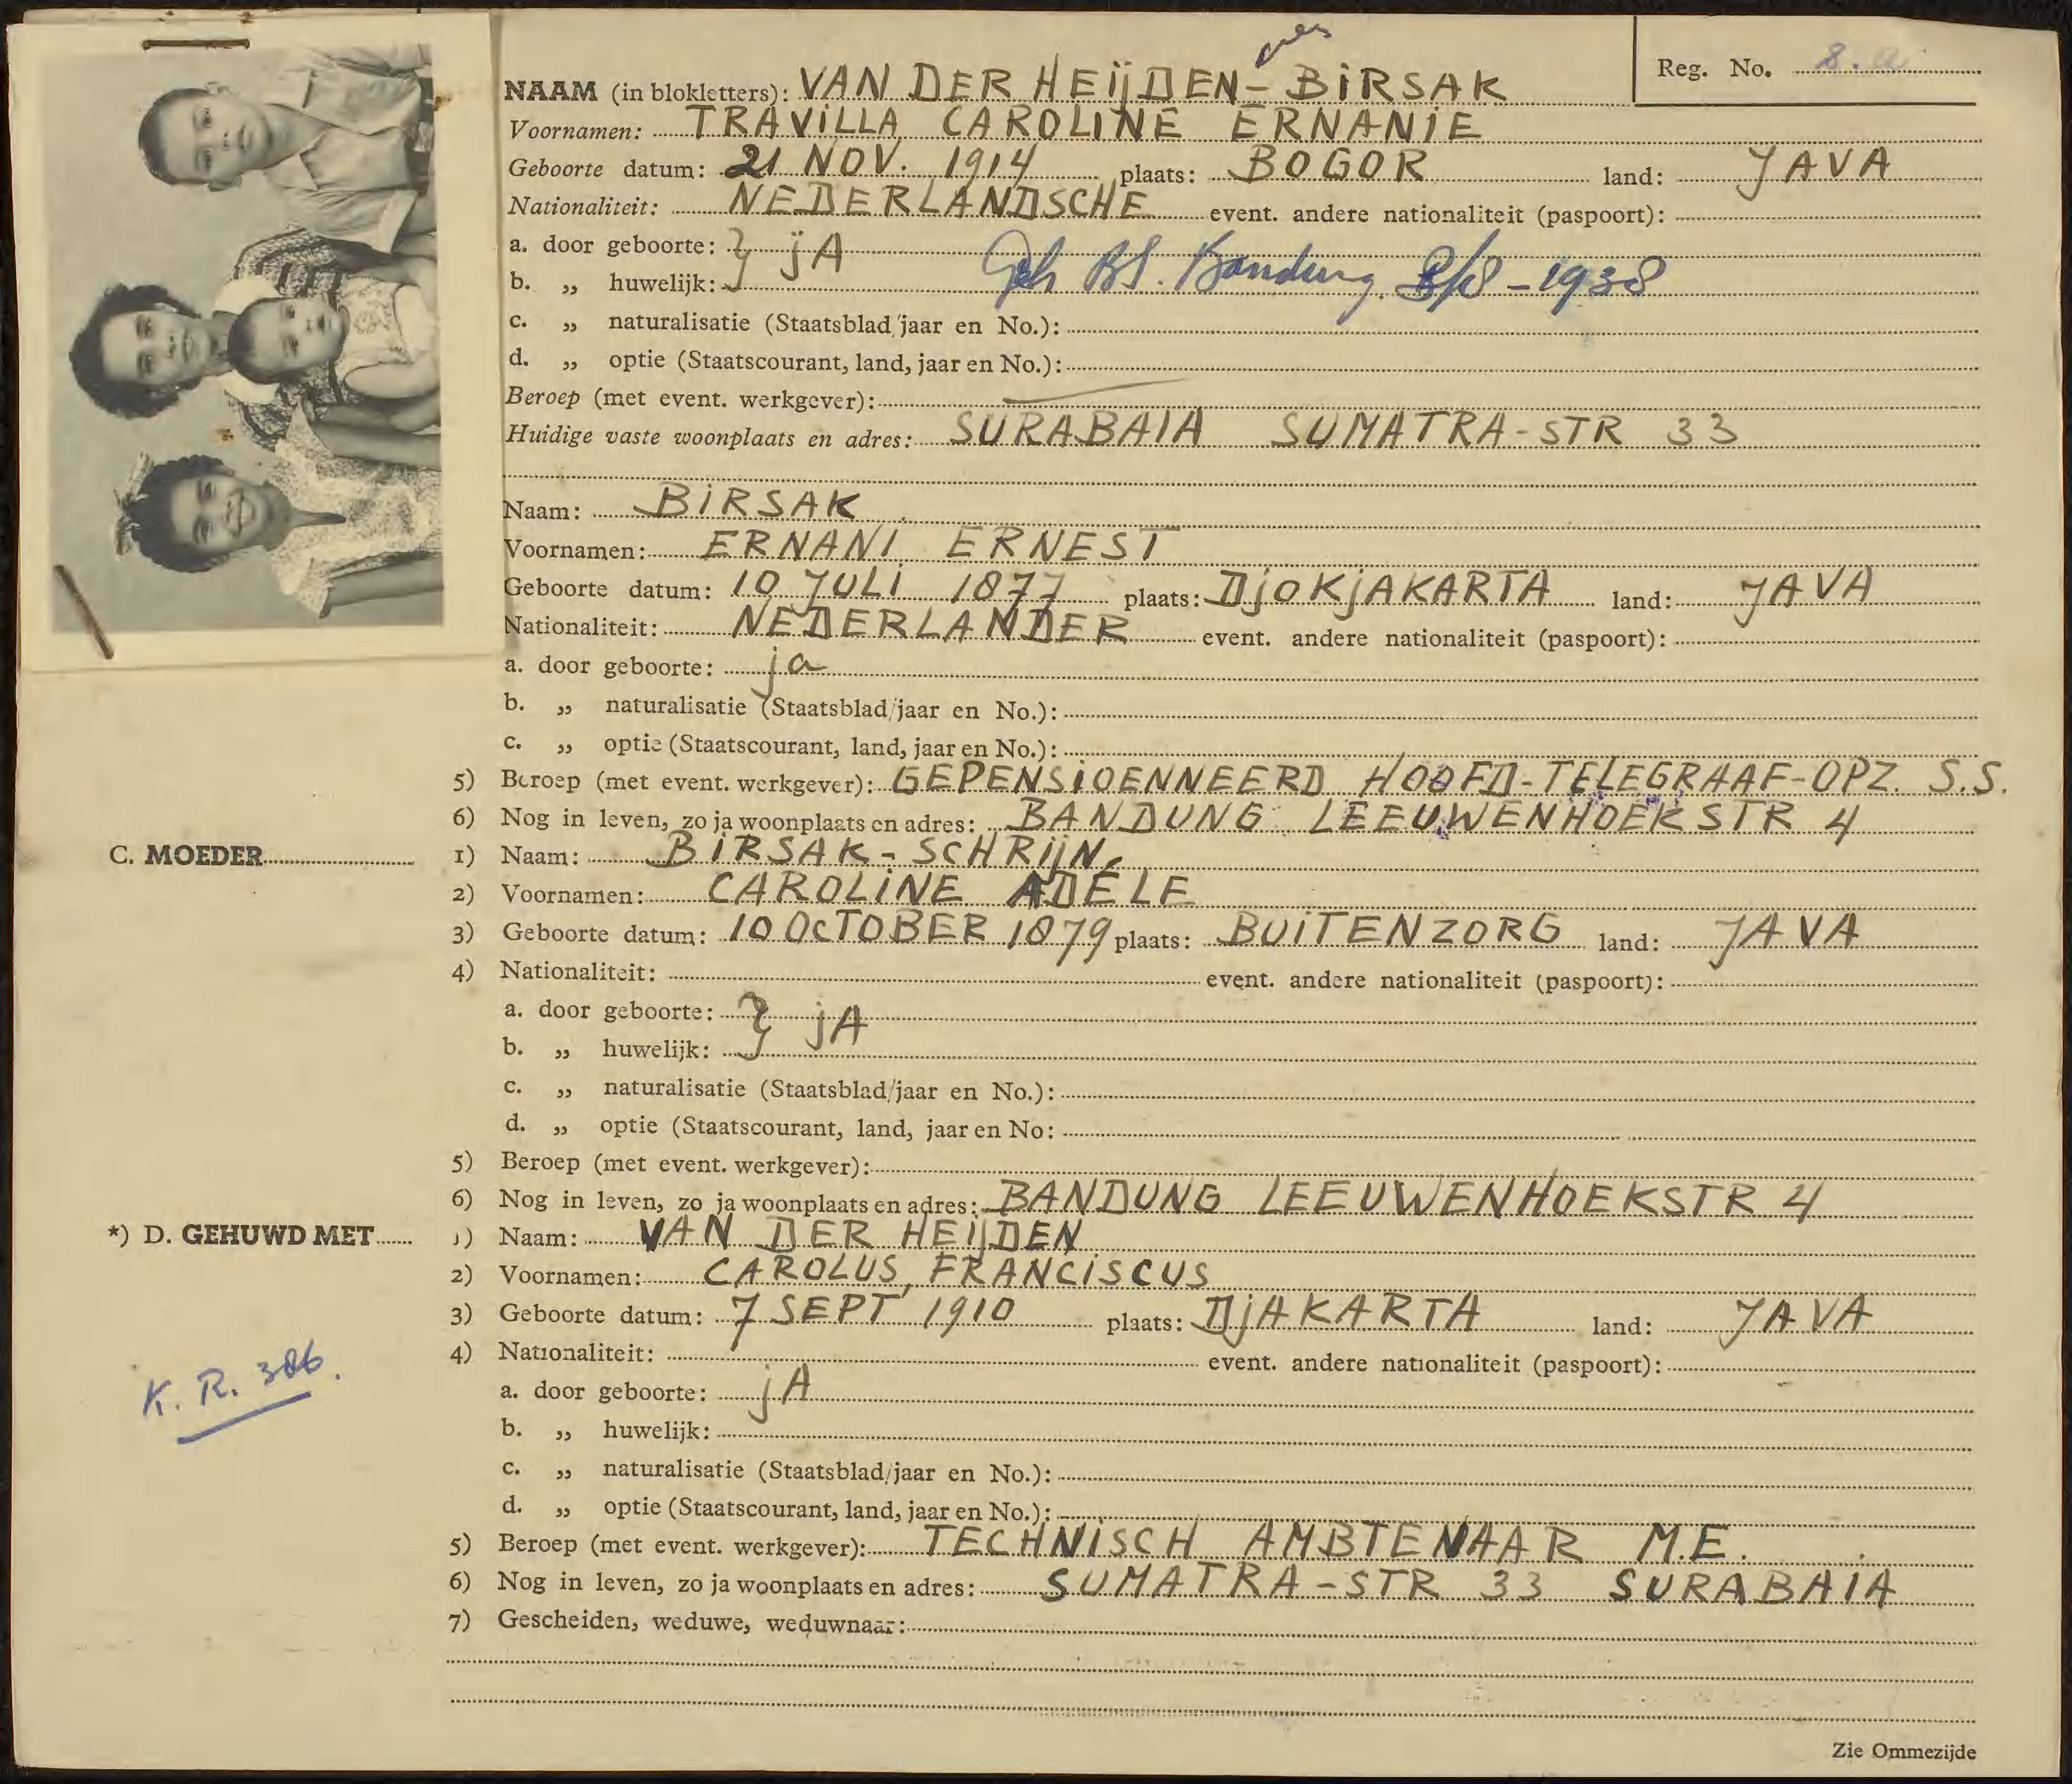 Reg. No. 8.a
NAAM (in blokletters): VAN DER HEIJDEN - BIRSAK
Voornamen: TRAVILLA CAROLINE ERNANIE
Geboorte datum: 21 NOV. 1914 plaats: BOGOR land: JAVA
Nationaliteit: NEDERLANDSCHE event. andere nationaliteit (paspoort):
a. door geboorte: } JA
b. „ huwelijk: Geh BS. Bandung 8/8 - 1938
c. „ naturalisatie (Staatsblad/jaar en No.):
d. „ optie (Staatscourant, land, jaar en No.):
Beroep (met event. werkgever): —
Huidige vaste woonplaats en adres: SURABAIA SUMATRA-STR 33
Naam: BIRSAK
Voornamen: ERNANI ERNEST
Geboorte datum: 10 JULI 1877 plaats: DJOKJAKARTA land: JAVA
Nationaliteit: NEDERLANDER event. andere nationaliteit (paspoort):
a. door geboorte: ja
b. „ naturalisatie (Staatsblad/jaar en No.):
c. „ optie (Staatscourant, land, jaar en No.):
5) Beroep (met event. werkgever): GEPENSIOENNEERD HOOFD-TELEGRAAF-OPZ. S.S.
6) Nog in leven, zo ja woonplaats en adres: BANDUNG LEEUWENHOEKSTR 4
C. MOEDER 1) Naam: BIRSAK - SCHRIJN
2) Voornamen: CAROLINE ADÈLE
3) Geboorte datum: 10 OCTOBER 1879 plaats: BUITENZORG land: JAVA
4) Nationaliteit: event. andere nationaliteit (paspoort):
a. door geboorte: } JA
b. „ huwelijk:
c. „ naturalisatie (Staatsblad/jaar en No.):
d. „ optie (Staatscourant, land, jaar en No:
5) Beroep (met event. werkgever):
6) Nog in leven, zo ja woonplaats en adres: BANDUNG LEEUWENHOEKSTR 4
*) D. GEHUWD MET 1) Naam: VAN DER HEIJDEN
2) Voornamen: CAROLUS, FRANCISCUS
3) Geboorte datum: 7 SEPT 1910 plaats: DJAKARTA land: JAVA
4) Nationaliteit: event. andere nationaliteit (paspoort):
K. R. 386.
a. door geboorte: JA
b. „ huwelijk:
c. „ naturalisatie (Staatsblad/jaar en No.):
d. „ optie (Staatscourant, land, jaar en No.):
5) Beroep (met event. werkgever): TECHNISCH AMBTENAAR M.E.
6) Nog in leven, zo ja woonplaats en adres: SUMATRA-STR 33 SURABAIA
7) Gescheiden, weduwe, weduwnaar:
Zie Ommezijde